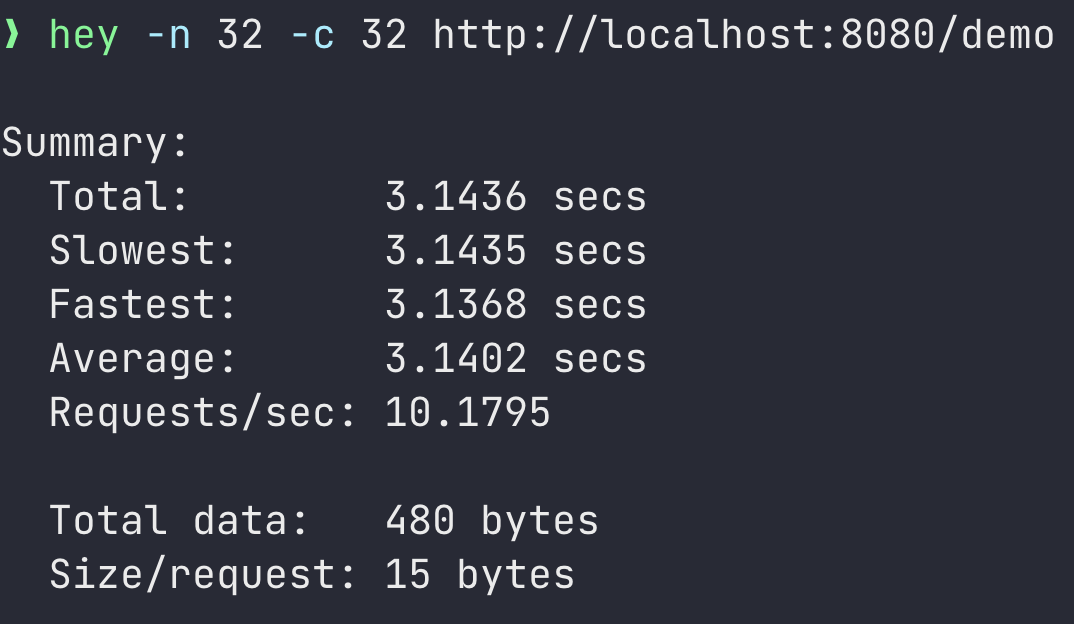 ❱ hey -n 32 -c 32 http://localhost:8080/demo
Summary:
Total: 3.1436 secs
Slowest: 3.1435 secs
Fastest: 3.1368 secs
Average: 3.1402 secs
Requests/sec: 10.1795
Total data: 480 bytes
Size/request: 15 bytes